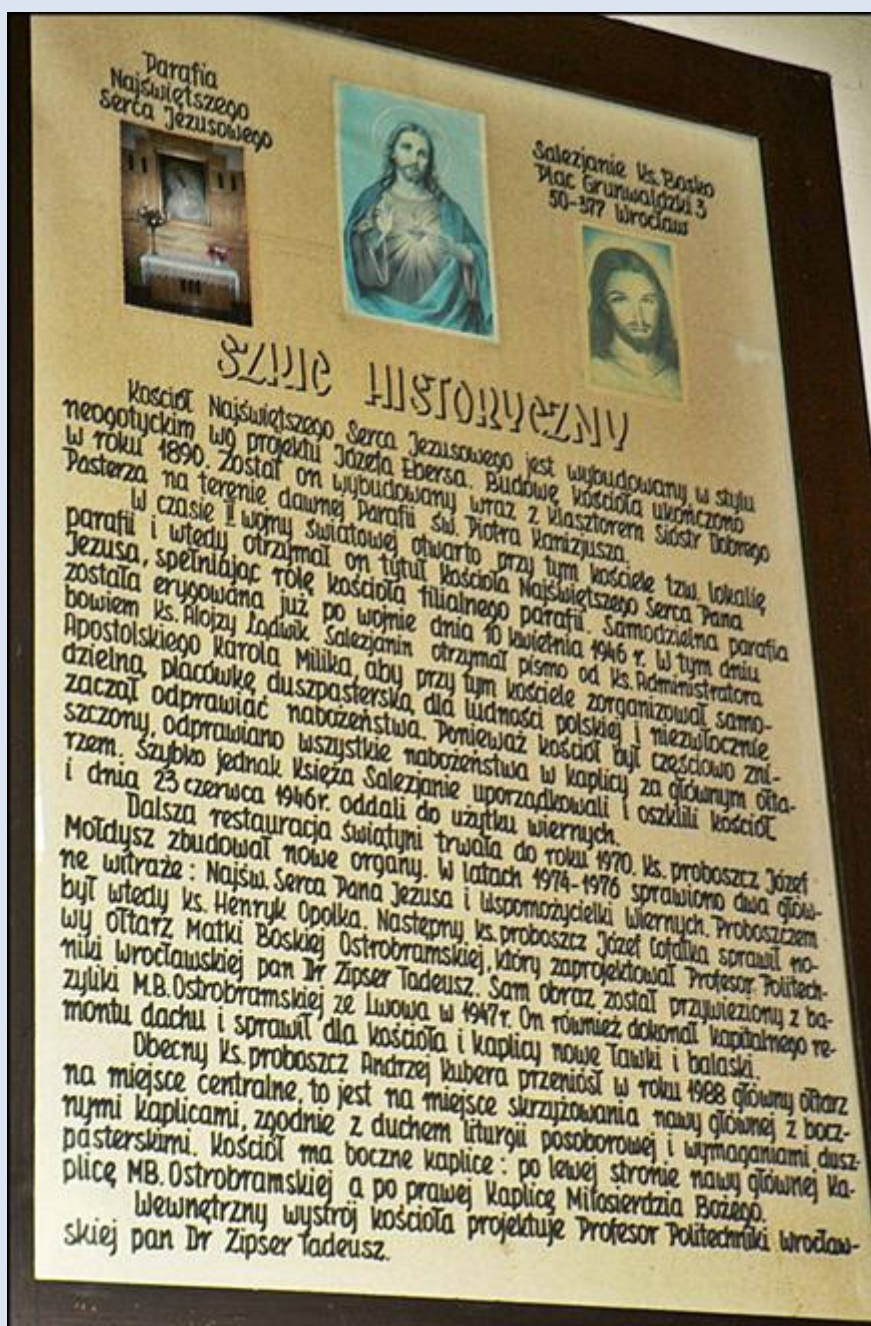 Parafia
Najświętszego
Serca Jezusowego
Salezjanie Ks. Bosko
Plac Grunwaldzki 3
50-377 Wrocław
SZKIC HISTORYCZNY
Kościół Najświętszego Serca Jezusowego jest wybudowany w stylu
neogotyckim wg projektu Józefa Ebersa. Budowę kościoła ukończono
w roku 1890. Został on wybudowany wraz z klasztorem Sióstr Dobrego
Pasterza na terenie dawnej Parafii św. Piotra Kanizjusza.
W czasie II wojny światowej otwarto przy tym kościele tzw. lokalię
parafii i wtedy otrzymał on tytuł kościoła Najświętszego Serca Pana
Jezusa, spełniając rolę kościoła filialnego parafii. Samodzielna parafia
została erygowana już po wojnie dnia 16 kwietnia 1946 r. W tym dniu
bowiem ks. Alojzy Ładwik Salezjanin otrzymał pismo od ks. Administratora
Apostolskiego Karola Milika, aby przy tym kościele zorganizował samo-
dzielną placówkę duszpasterską dla ludności polskiej i niezwłocznie
zaczął odprawiać nabożeństwa. Ponieważ kościół był częściowo zni-
szczony, odprawiano wszystkie nabożeństwa w kaplicy za głównym ołta-
rzem. Szybko jednak Księża Salezjanie uporządkowali i oszklili kościół
i dnia 23 czerwca 1946r. oddali do użytku wiernych.
Dalsza restauracja świątyni trwała do roku 1970. Ks. proboszcz Józef
Mołdysz zbudował nowe organy. W latach 1974-1976 sprawiono dwa głów-
ne witraże: Najśw. Serca Pana Jezusa i Wspomożycielki Wiernych. Proboszczem
był wtedy ks. Henryk Opolka. Następny ks. proboszcz Józef Cofałka sprawił no-
wy ołtarz Matki Boskiej Ostrobramskiej, który zaprojektował Profesor Politech-
niki Wrocławskiej pan Dr Zipser Tadeusz. Sam obraz został przywieziony z ba-
zyliki M.B. Ostrobramskiej ze Lwowa w 1947r. On również dokonał kapitalnego re-
montu dachu i sprawił dla kościoła i kaplicy nowe ławki i balaski.
Obecny ks. proboszcz Andrzej Kubera przeniósł w roku 1988 główny ołtarz
na miejsce centralne, to jest na miejsce skrzyżowania nawy głównej z bocz-
nymi kaplicami, zgodnie z duchem liturgii posoborowej i wymaganiami dusz-
pasterskimi. Kościół ma boczne kaplice: po lewej stronie nawy głównej ka-
plicę MB. Ostrobramskiej a po prawej Kaplicę Miłosierdzia Bożego.
Wewnętrzny wystrój kościoła projektuje Profesor Politechniki Wrocław-
skiej pan Dr Zipser Tadeusz.